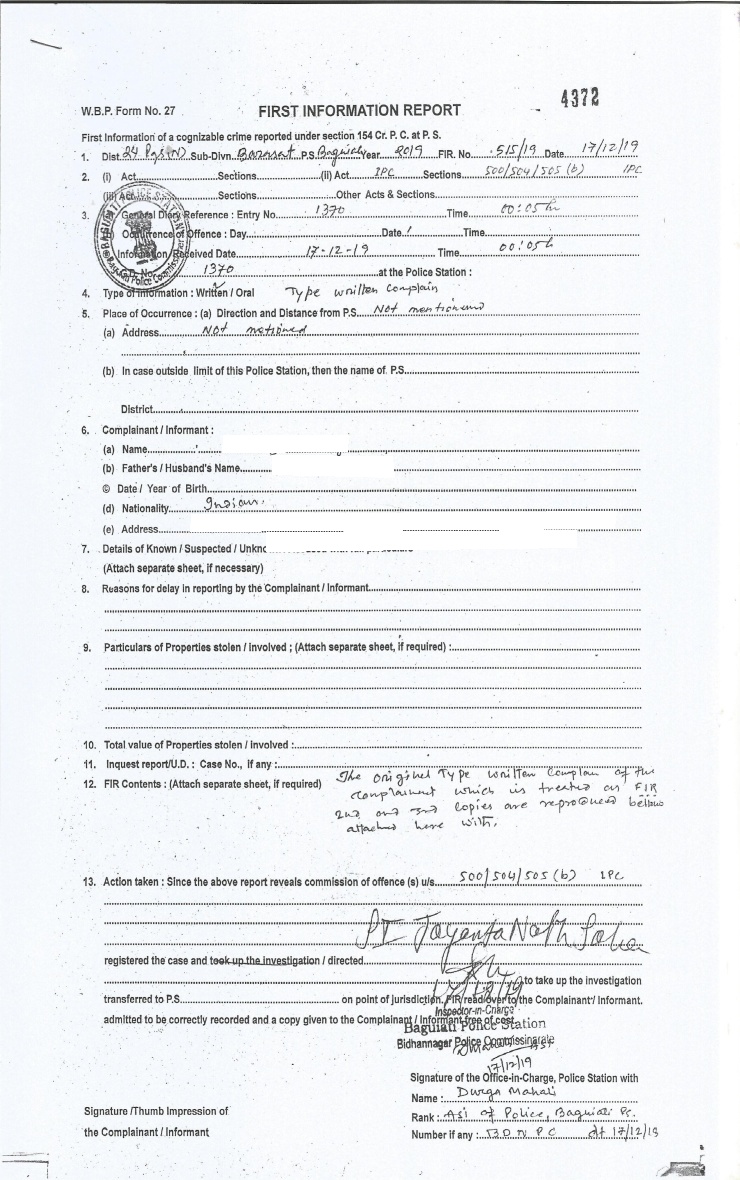 4372
W.B.P. Form No. 27 FIRST INFORMATION REPORT
First Information of a cognizable crime reported under section 154 Cr. P. C. at P. S.
1. Dist. 24 Pgs(N) Sub-Divn. Barasat P.S. Baguiati Year 2019 FIR. No. 515/19 Date 17/12/19
2. (i) Act Sections (ii) Act IPC Sections 500/504/505 (b) IPC
(iii) Act Sections Other Acts & Sections
3. General Diary Reference : Entry No. 1370 Time 00:05 h
Occurrence of Offence : Day Date Time
Information Received Date 17-12-19 Time 00:05h
G.D. No. 1370 at the Police Station :
4. Type of Information : Written / Oral Type written complain
5. Place of Occurrence : (a) Direction and Distance from P.S. Not mentioned
(a) Address Not metioned
(b) In case outside limit of this Police Station, then the name of P.S.
District
6. Complainant / Informant :
(a) Name
(b) Father's / Husband's Name
© Date / Year of Birth
(d) Nationality Indian.
(e) Address
7. Details of Known / Suspected / Unkno
(Attach separate sheet, if necessary)
8. Reasons for delay in reporting by the Complainant / Informant
9. Particulars of Properties stolen / involved ; (Attach separate sheet, if required) :
10. Total value of Properties stolen / involved :
11. Inquest report/U.D. : Case No., if any :
12. FIR Contents : (Attach separate sheet, if required) The original Type written complain of the
complainent which is treated as FIR
2nd and 3rd copies are reproduced bellow
attached here with.
13. Action taken : Since the above report reveals commission of offence (s) u/s 500/504/505 (b) IPC
PI Jayanta Nath Saha
registered the case and took up the investigation / directed
to take up the investigation
transferred to P.S. on point of jurisdiction. FIR read over to the Complainant / Informant.
admitted to be correctly recorded and a copy given to the Complainant / Informant free of cost.
17/12/19
Inspector-in-Charge
Baguiati Police Station
Bidhannagar Police Commissionarate
17/12/19
Signature of the Office-in-Charge, Police Station with
Name : Durga Mahali
Signature /Thumb Impression of Rank : ASI of Police, Baguiati PS.
the Complainant / Informant Number if any : BDN PC dt 17/12/19